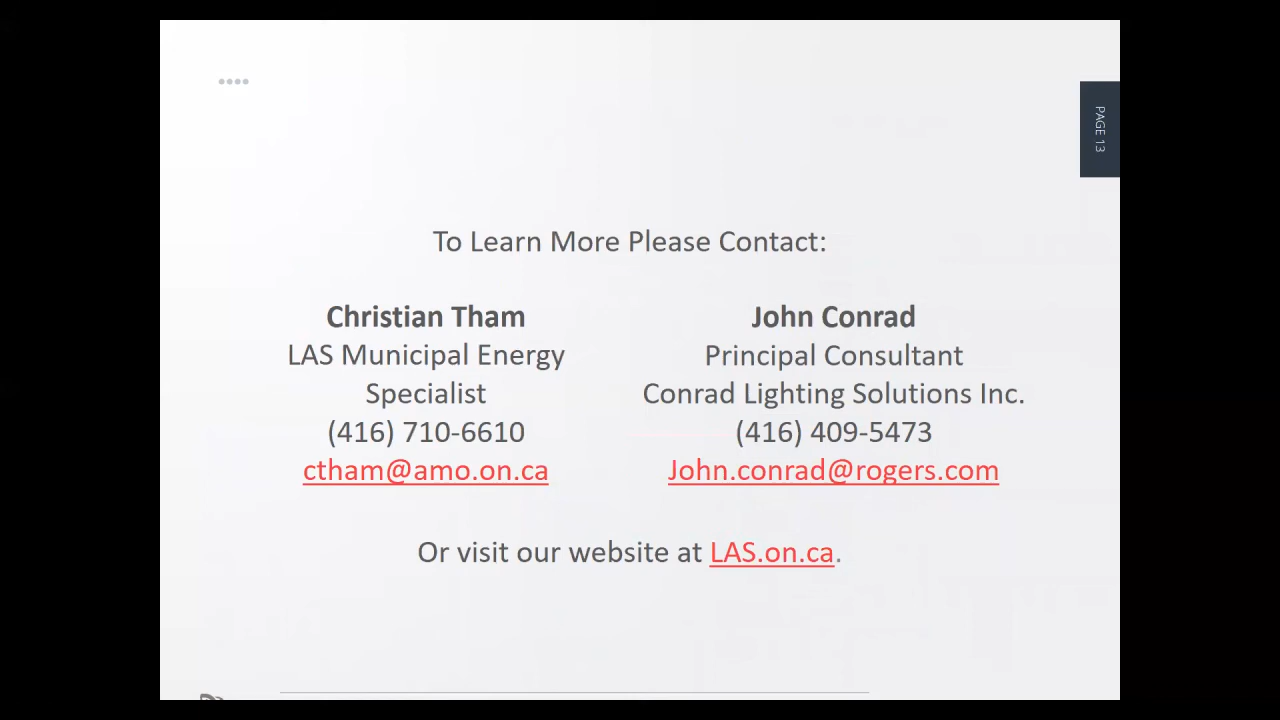 PAGE 13
To Learn More Please Contact:
Christian Tham
LAS Municipal Energy
Specialist
(416) 710-6610
ctham@amo.on.ca
John Conrad
Principal Consultant
Conrad Lighting Solutions Inc.
(416) 409-5473
John.conrad@rogers.com
Or visit our website at LAS.on.ca.